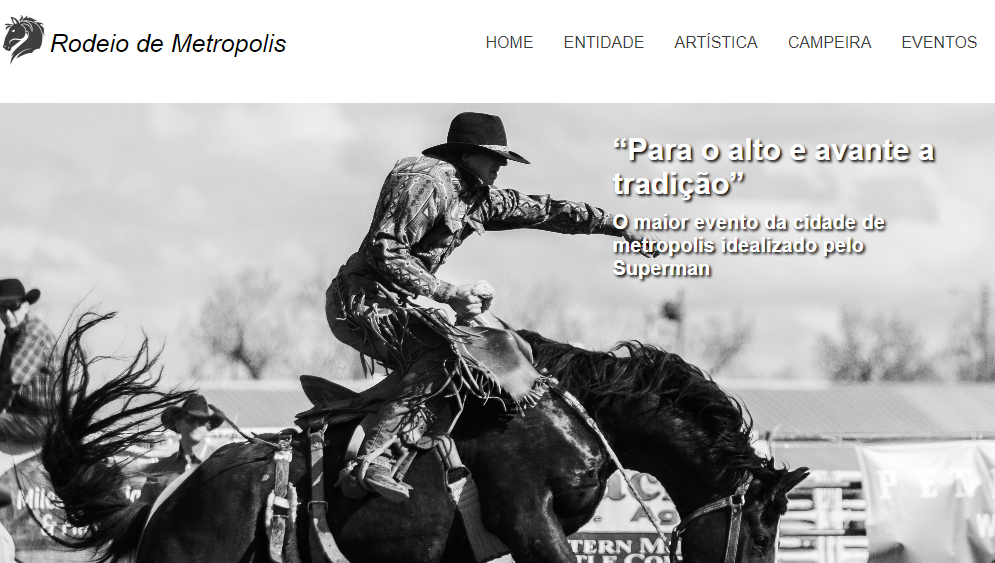 Rodeio de Metropolis
HOME ENTIDADE ARTÍSTICA CAMPEIRA EVENTOS
“Para o alto e avante a
tradição”
O maior evento da cidade de
metropolis idealizado pelo
Superman